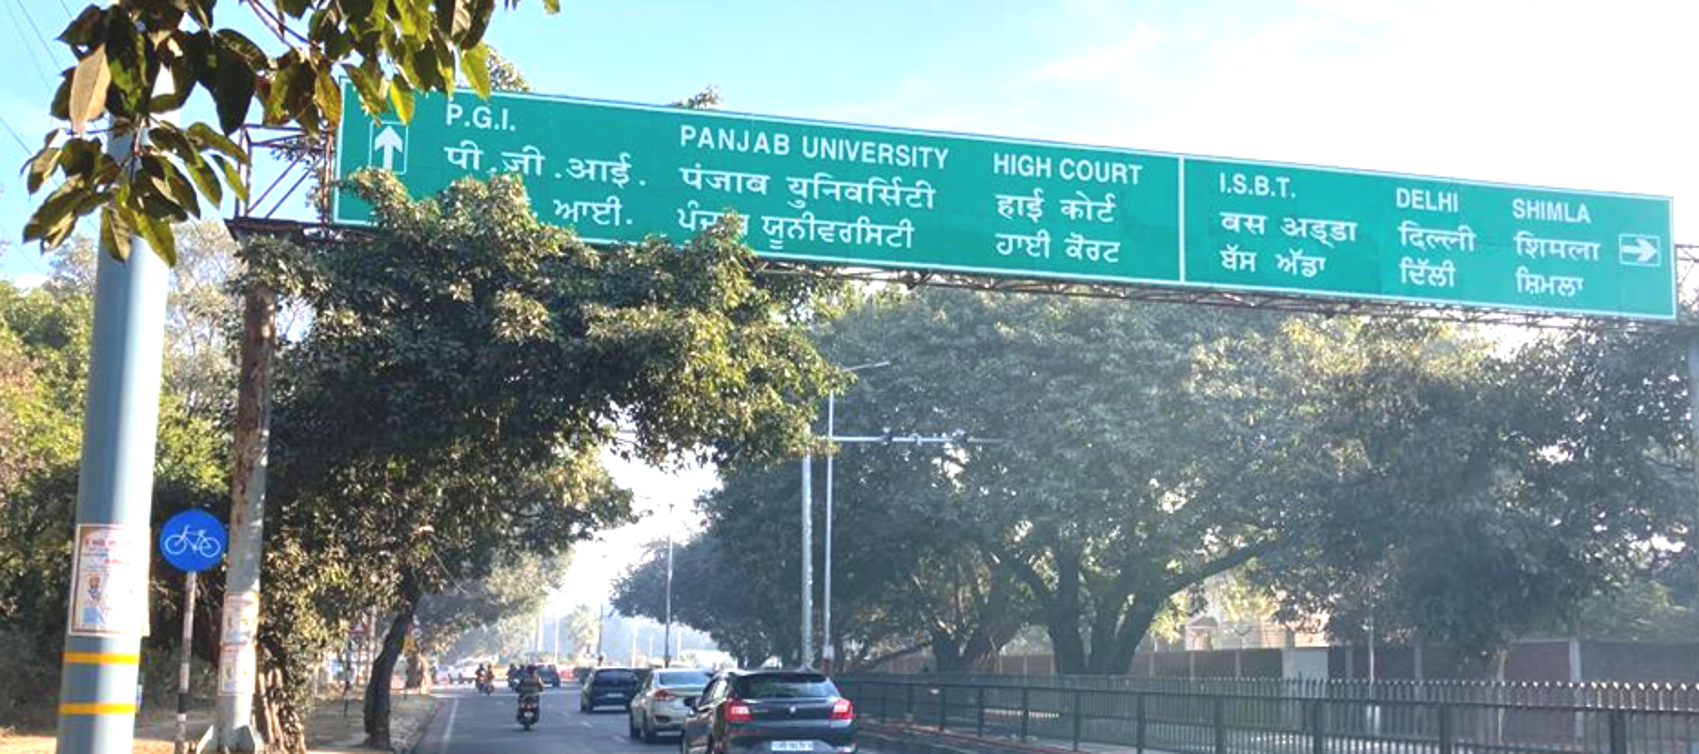 P.G.I.
पी.जी.आई.
ਆਈ.
PANJAB UNIVERSITY
पंजाब युनिवर्सिटी
ਪੰਜਾਬ ਯੂਨੀਵਰਸਿਟੀ
HIGH COURT
हाई कोर्ट
ਹਾਈ ਕੋਰਟ
I.S.B.T.
बस अड्डा
ਬੱਸ ਅੱਡਾ
DELHI
दिल्ली
ਦਿੱਲੀ
SHIMLA
शिमला
ਸ਼ਿਮਲਾ